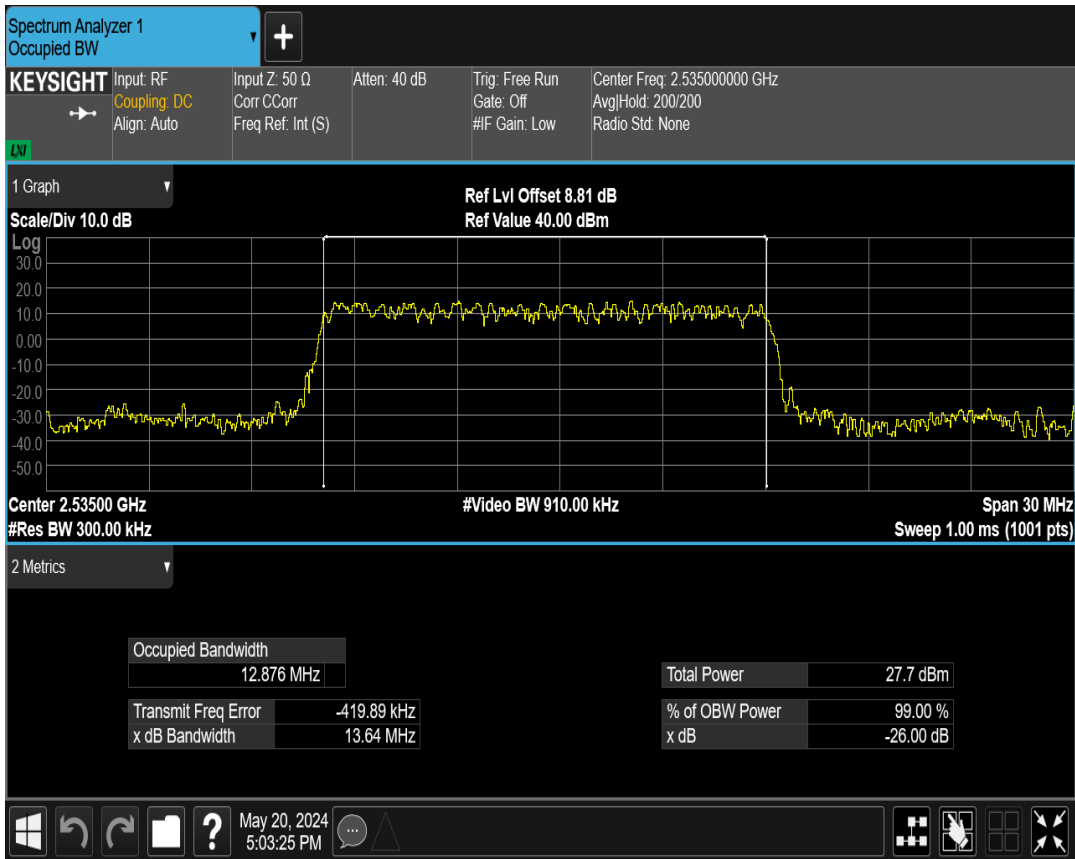 Spectrum Analyzer 1
Occupied BW
KEYSIGHT
LXI
Input: RF
Coupling: DC
Align: Auto
Input Z: 50 Ω
Corr CCorr
Freq Ref: Int (S)
Atten: 40 dB
Trig: Free Run
Gate: Off
#IF Gain: Low
Center Freq: 2.535000000 GHz
Avg|Hold: 200/200
Radio Std: None
1 Graph
Scale/Div 10.0 dB
Ref Lvl Offset 8.81 dB
Ref Value 40.00 dBm
Log
30.0
20.0
10.0
0.00
-10.0
-20.0
-30.0
-40.0
-50.0
Center 2.53500 GHz
#Res BW 300.00 kHz
#Video BW 910.00 kHz
Span 30 MHz
Sweep 1.00 ms (1001 pts)
2 Metrics
Occupied Bandwidth
12.876 MHz
Transmit Freq Error -419.89 kHz
x dB Bandwidth 13.64 MHz
Total Power 27.7 dBm
% of OBW Power 99.00 %
x dB -26.00 dB
May 20, 2024
5:03:25 PM